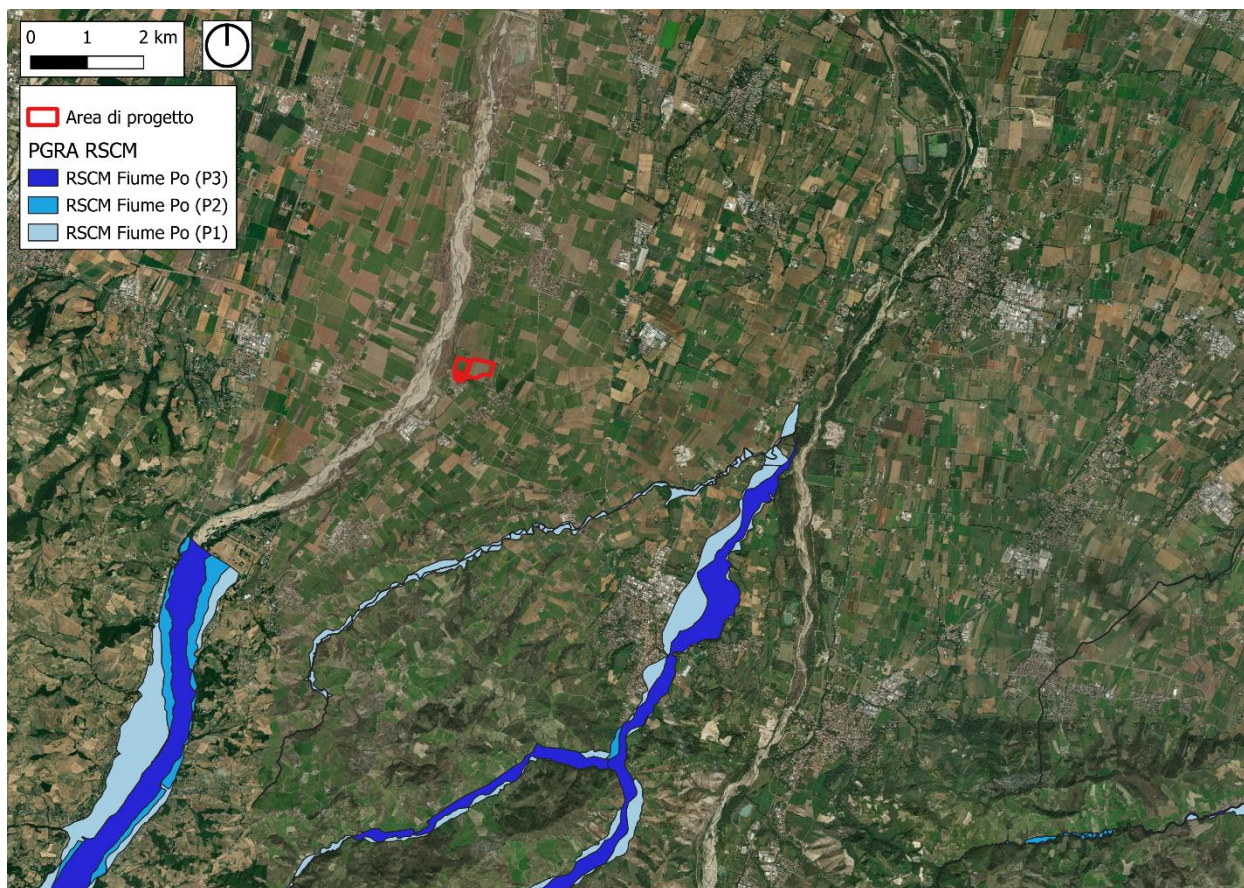 0 1 2 km
Area di progetto
PGRA RSCM
RSCM Fiume Po (P3)
RSCM Fiume Po (P2)
RSCM Fiume Po (P1)